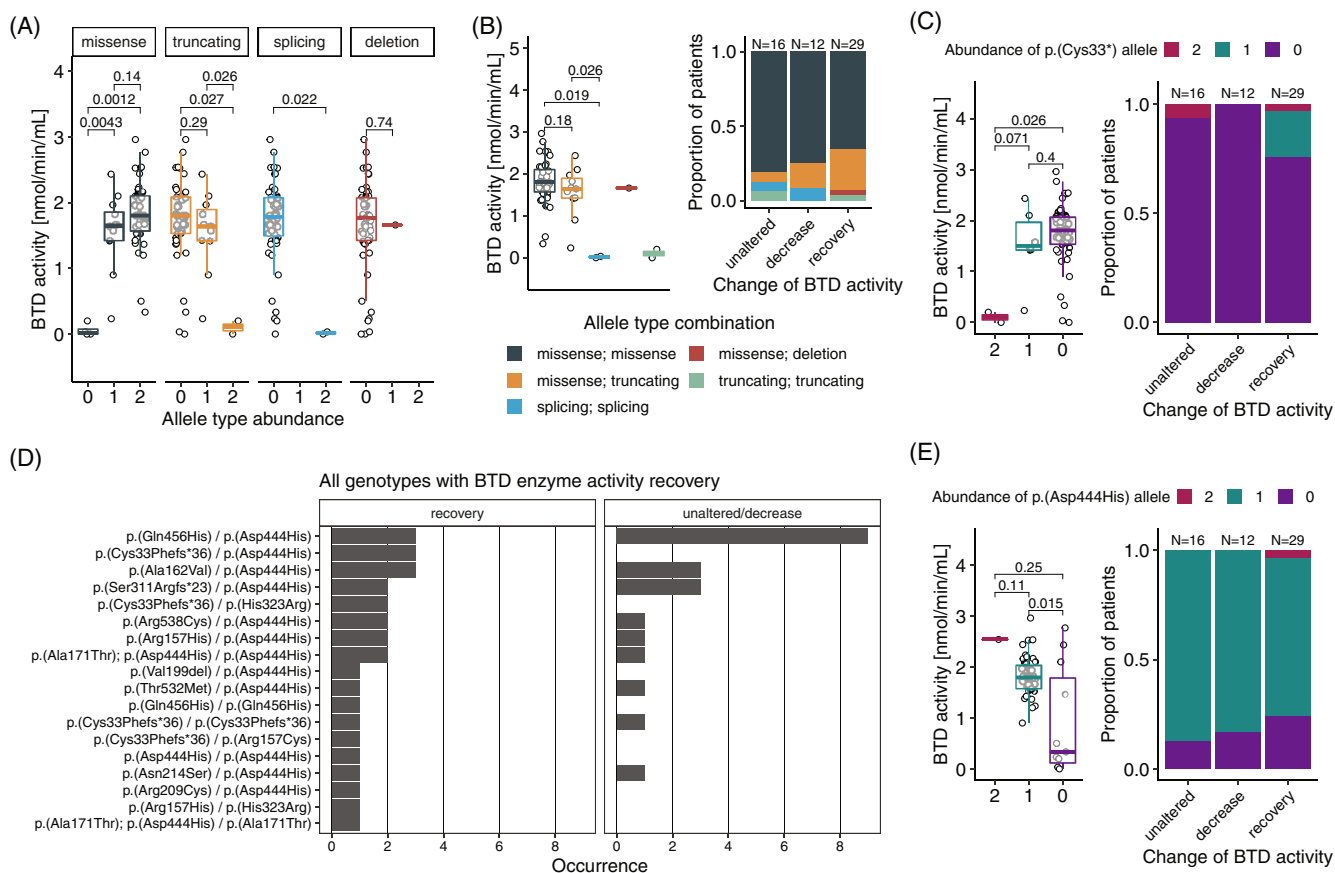 (A)
missense truncating splicing deletion
BTD activity [nmol/min/mL]
4
3
2
1
0
0.14
0.0012
0.0043
0.026
0.027
0.29
0.022
0.74
0 1 2 0 1 2 0 1 2 0 1 2
Allele type abundance
(B)
BTD activity [nmol/min/mL]
5
4
3
2
1
0
0.026
0.019
0.18
Proportion of patients
1.0
0.5
0.0
N=16 N=12 N=29
unaltered decrease recovery
Change of BTD activity
Allele type combination
missense; missense
missense; deletion
missense; truncating
truncating; truncating
splicing; splicing
(C)
Abundance of p.(Cys33*) allele 2 1 0
BTD activity [nmol/min/mL]
4
3
2
1
0
0.026
0.071
0.4
2 1 0
Proportion of patients
1.0
0.5
0.0
N=16 N=12 N=29
unaltered decrease recovery
Change of BTD activity
(D)
All genotypes with BTD enzyme activity recovery
recovery unaltered/decrease
p.(Gln456His) / p.(Asp444His)
p.(Cys33Phefs*36) / p.(Asp444His)
p.(Ala162Val) / p.(Asp444His)
p.(Ser311Argfs*23) / p.(Asp444His)
p.(Cys33Phefs*36) / p.(His323Arg)
p.(Arg538Cys) / p.(Asp444His)
p.(Arg157His) / p.(Asp444His)
p.(Ala171Thr); p.(Asp444His) / p.(Asp444His)
p.(Val199del) / p.(Asp444His)
p.(Thr532Met) / p.(Asp444His)
p.(Gln456His) / p.(Gln456His)
p.(Cys33Phefs*36) / p.(Cys33Phefs*36)
p.(Cys33Phefs*36) / p.(Arg157Cys)
p.(Asp444His) / p.(Asp444His)
p.(Asn214Ser) / p.(Asp444His)
p.(Arg209Cys) / p.(Asp444His)
p.(Arg157His) / p.(His323Arg)
p.(Ala171Thr); p.(Asp444His) / p.(Ala171Thr)
0 2 4 6 8 0 2 4 6 8
Occurrence
(E)
Abundance of p.(Asp444His) allele 2 1 0
BTD activity [nmol/min/mL]
4
3
2
1
0
0.25
0.11
0.015
2 1 0
Proportion of patients
1.0
0.5
0.0
N=16 N=12 N=29
unaltered decrease recovery
Change of BTD activity